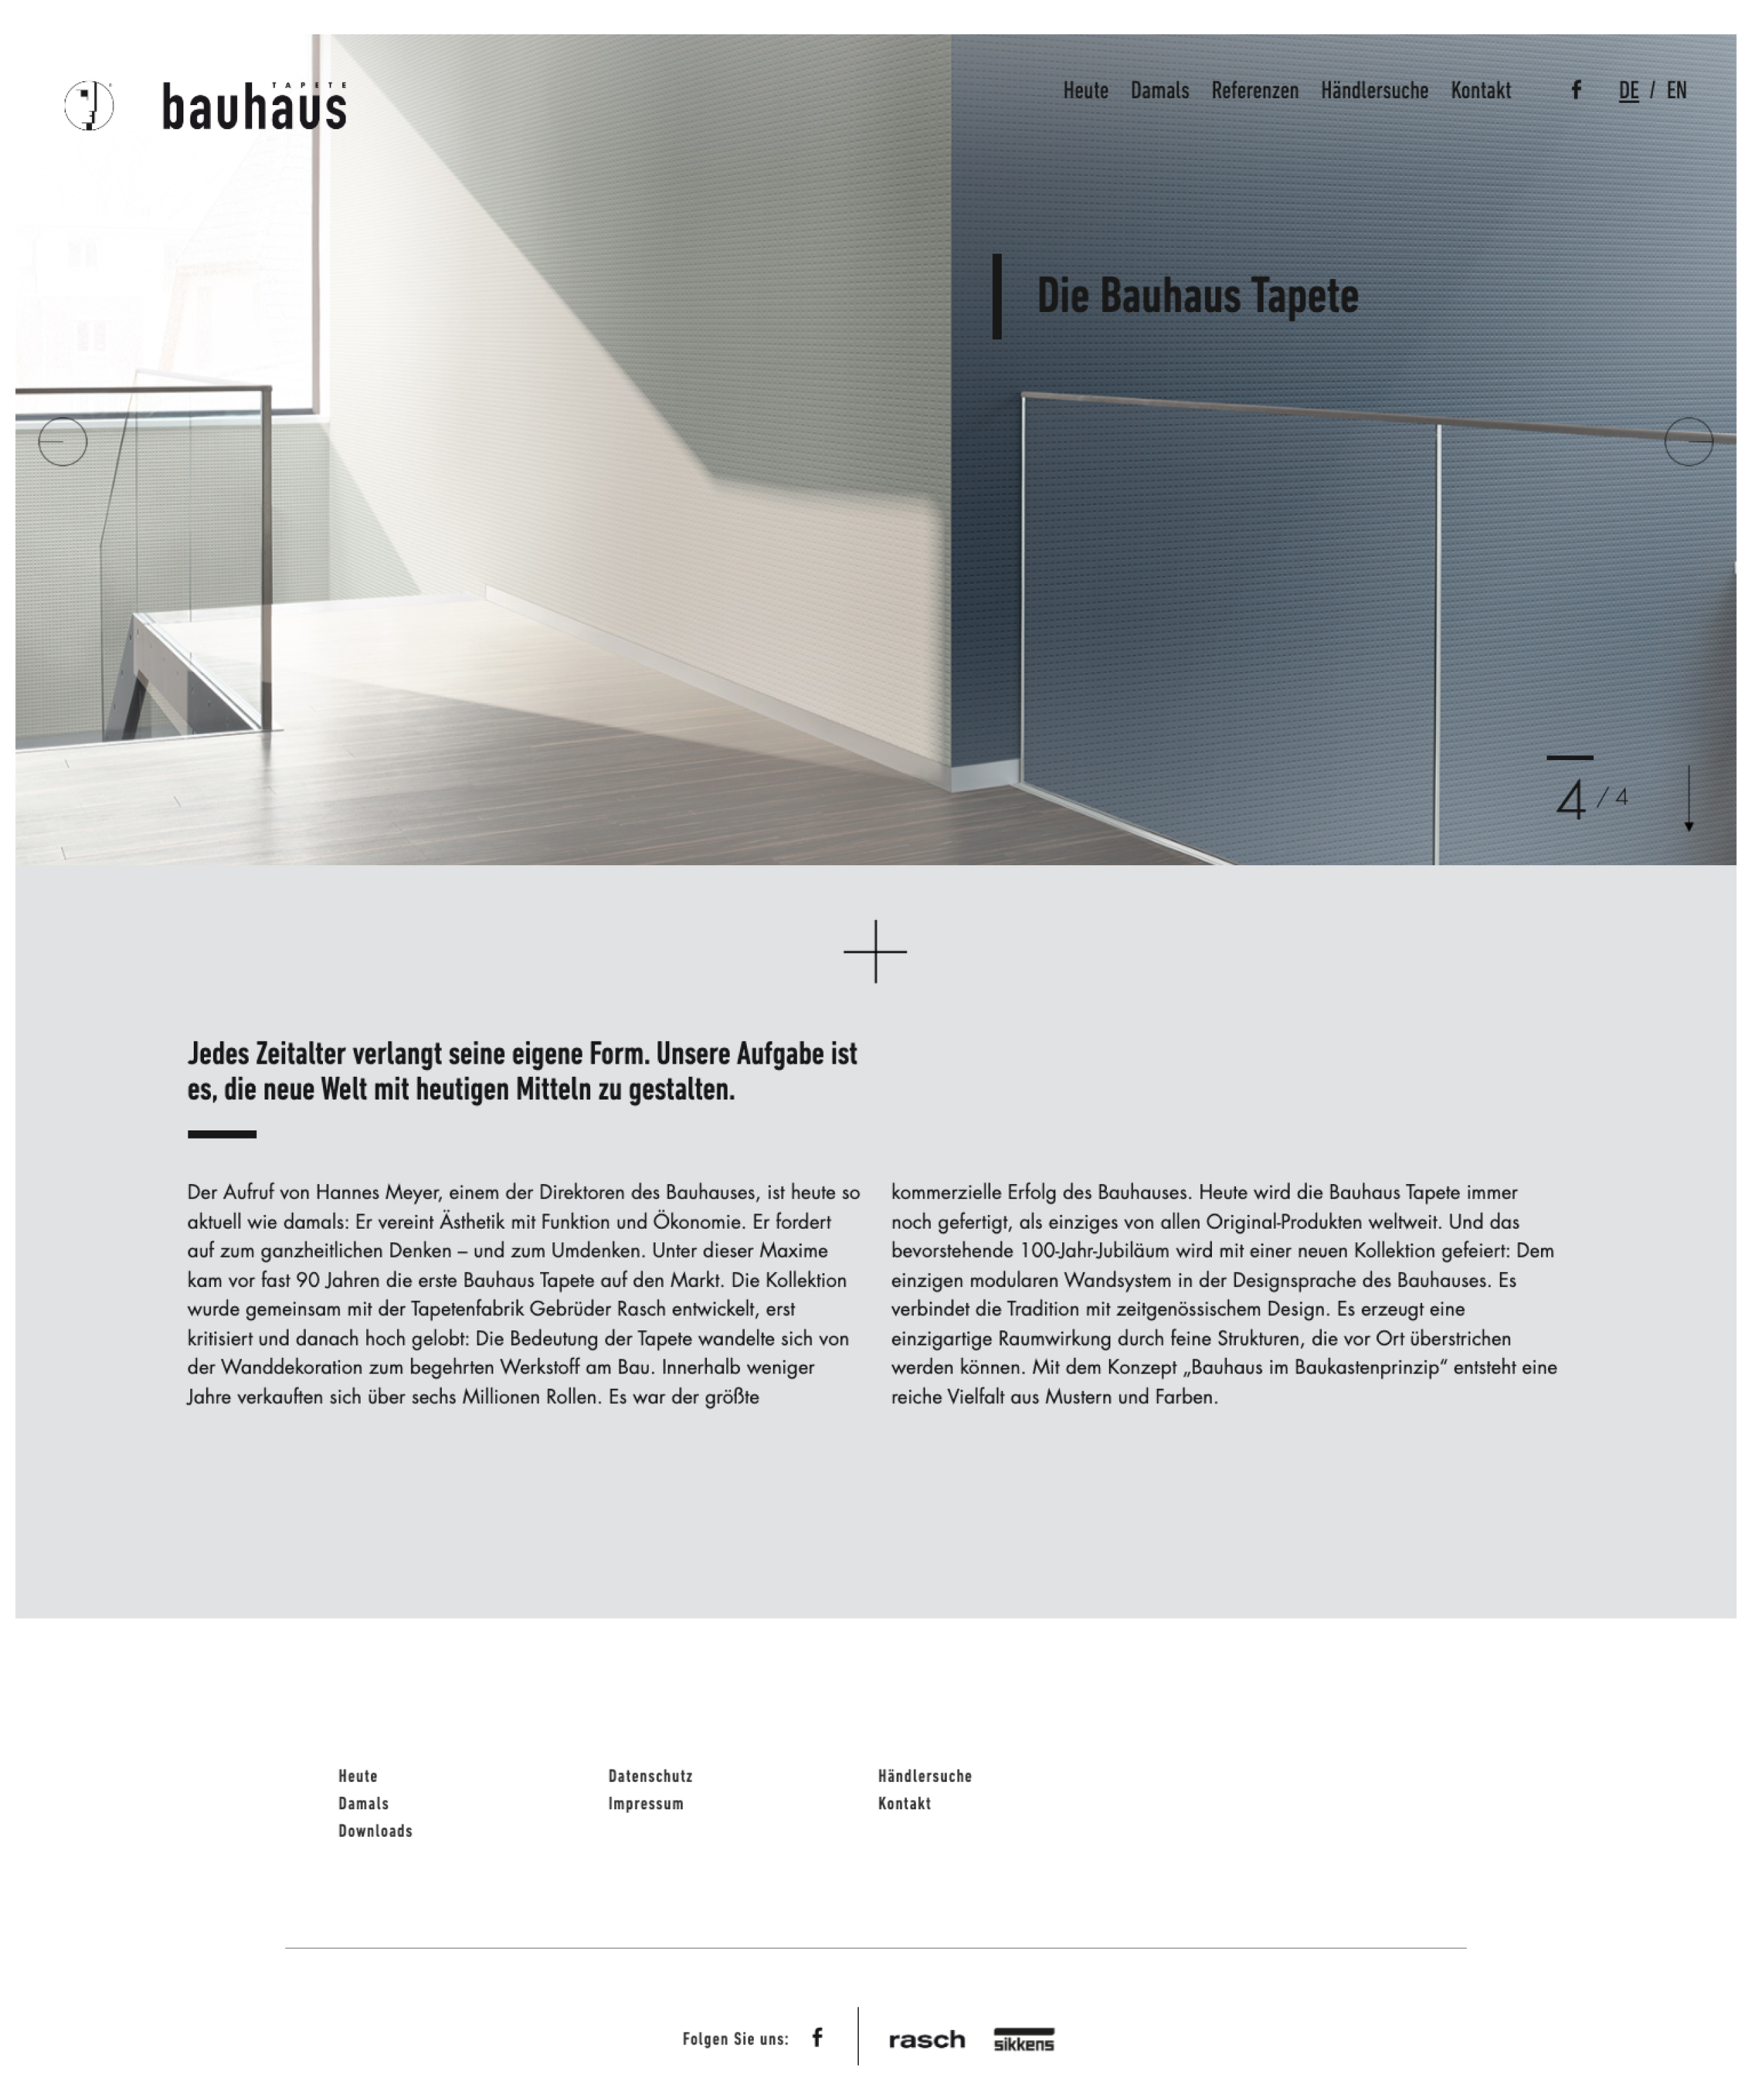 TAPETE
bauhaus
Heute Damals Referenzen Händlersuche Kontakt f DE / EN
Die Bauhaus Tapete
4 / 4
Jedes Zeitalter verlangt seine eigene Form. Unsere Aufgabe ist
es, die neue Welt mit heutigen Mitteln zu gestalten.
Der Aufruf von Hannes Meyer, einem der Direktoren des Bauhauses, ist heute so
aktuell wie damals: Er vereint Ästhetik mit Funktion und Ökonomie. Er fordert
auf zum ganzheitlichen Denken – und zum Umdenken. Unter dieser Maxime
kam vor fast 90 Jahren die erste Bauhaus Tapete auf den Markt. Die Kollektion
wurde gemeinsam mit der Tapetenfabrik Gebrüder Rasch entwickelt, erst
kritisiert und danach hoch gelobt: Die Bedeutung der Tapete wandelte sich von
der Wanddekoration zum begehrten Werkstoff am Bau. Innerhalb weniger
Jahre verkauften sich über sechs Millionen Rollen. Es war der größte
kommerzielle Erfolg des Bauhauses. Heute wird die Bauhaus Tapete immer
noch gefertigt, als einziges von allen Original-Produkten weltweit. Und das
bevorstehende 100-Jahr-Jubiläum wird mit einer neuen Kollektion gefeiert: Dem
einzigen modularen Wandsystem in der Designsprache des Bauhauses. Es
verbindet die Tradition mit zeitgenössischem Design. Es erzeugt eine
einzigartige Raumwirkung durch feine Strukturen, die vor Ort überstrichen
werden können. Mit dem Konzept „Bauhaus im Baukastenprinzip“ entsteht eine
reiche Vielfalt aus Mustern und Farben.
Heute
Damals
Downloads
Datenschutz
Impressum
Händlersuche
Kontakt
Folgen Sie uns: f rasch sikkens